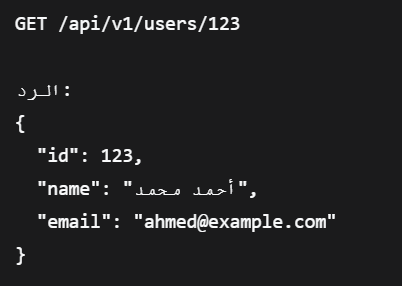 GET /api/v1/users/123
الرد:
{
  "id": 123,
  "name": "أحمد محمد",
  "email": "ahmed@example.com"
}